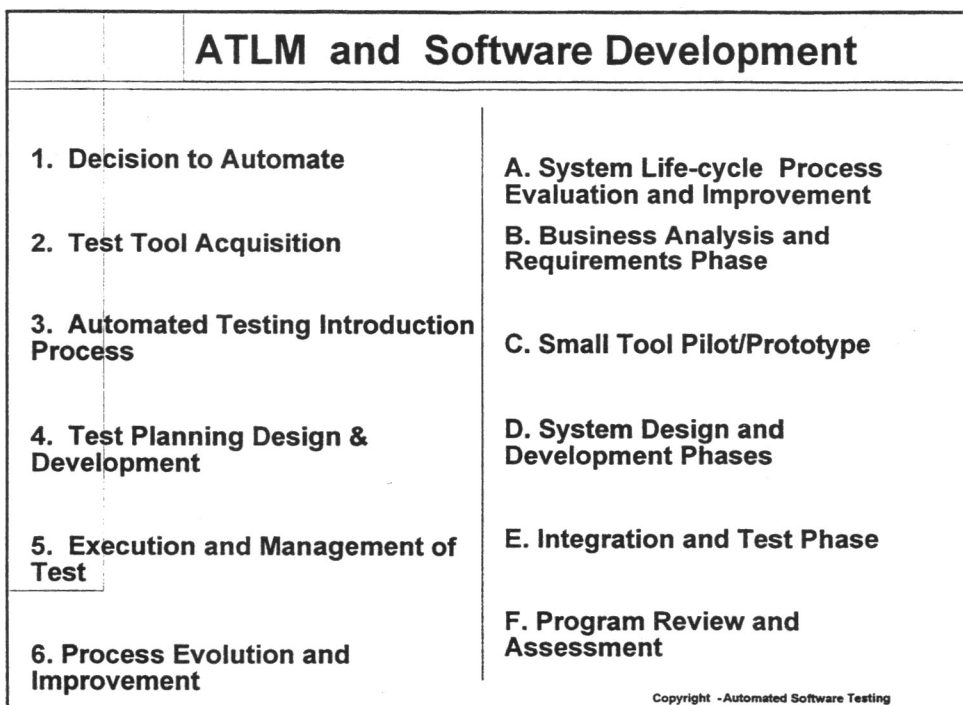 ATLM and Software Development
1. Decision to Automate
2. Test Tool Acquisition
3. Automated Testing Introduction
Process
4. Test Planning Design &
Development
5. Execution and Management of
Test
6. Process Evolution and
Improvement
A. System Life-cycle Process
Evaluation and Improvement
B. Business Analysis and
Requirements Phase
C. Small Tool Pilot/Prototype
D. System Design and
Development Phases
E. Integration and Test Phase
F. Program Review and
Assessment
Copyright -Automated Software Testing